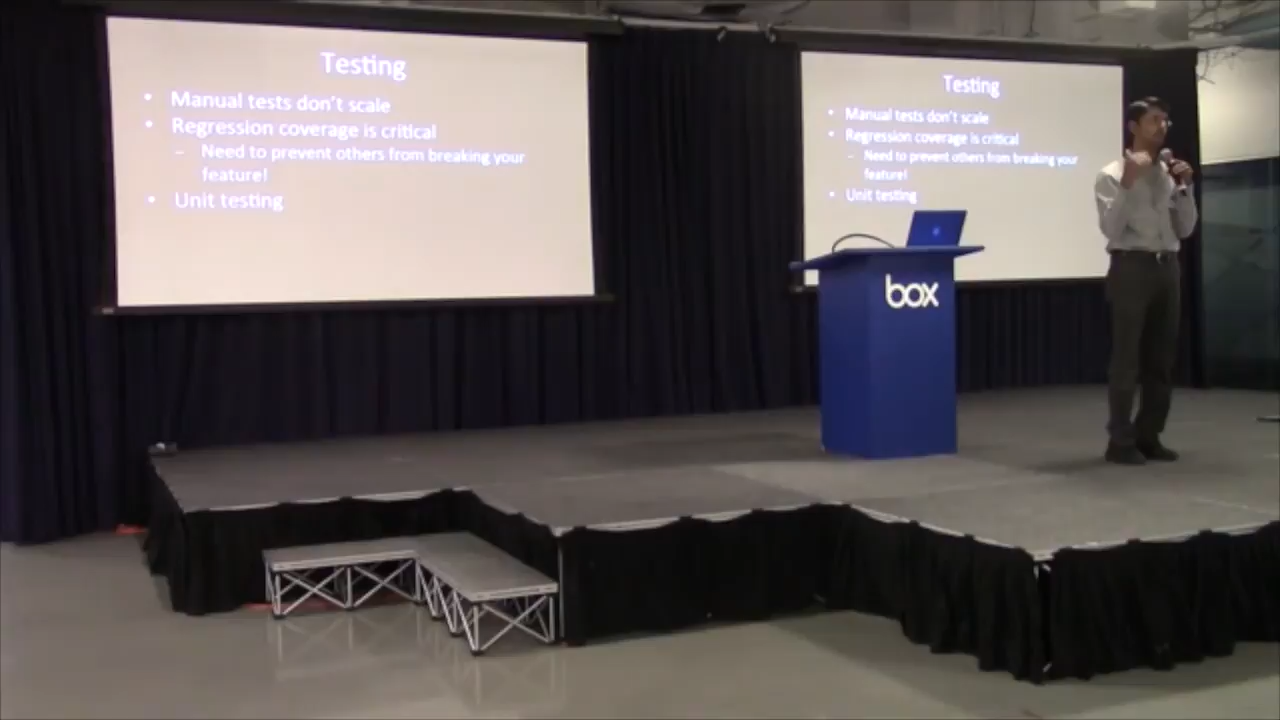 Testing
• Manual tests don't scale
• Regression coverage is critical
– Need to prevent others from breaking your
feature!
• Unit testing
Testing
• Manual tests don't scale
• Regression coverage is critical
– Need to prevent others from breaking your
feature!
• Unit testing
box